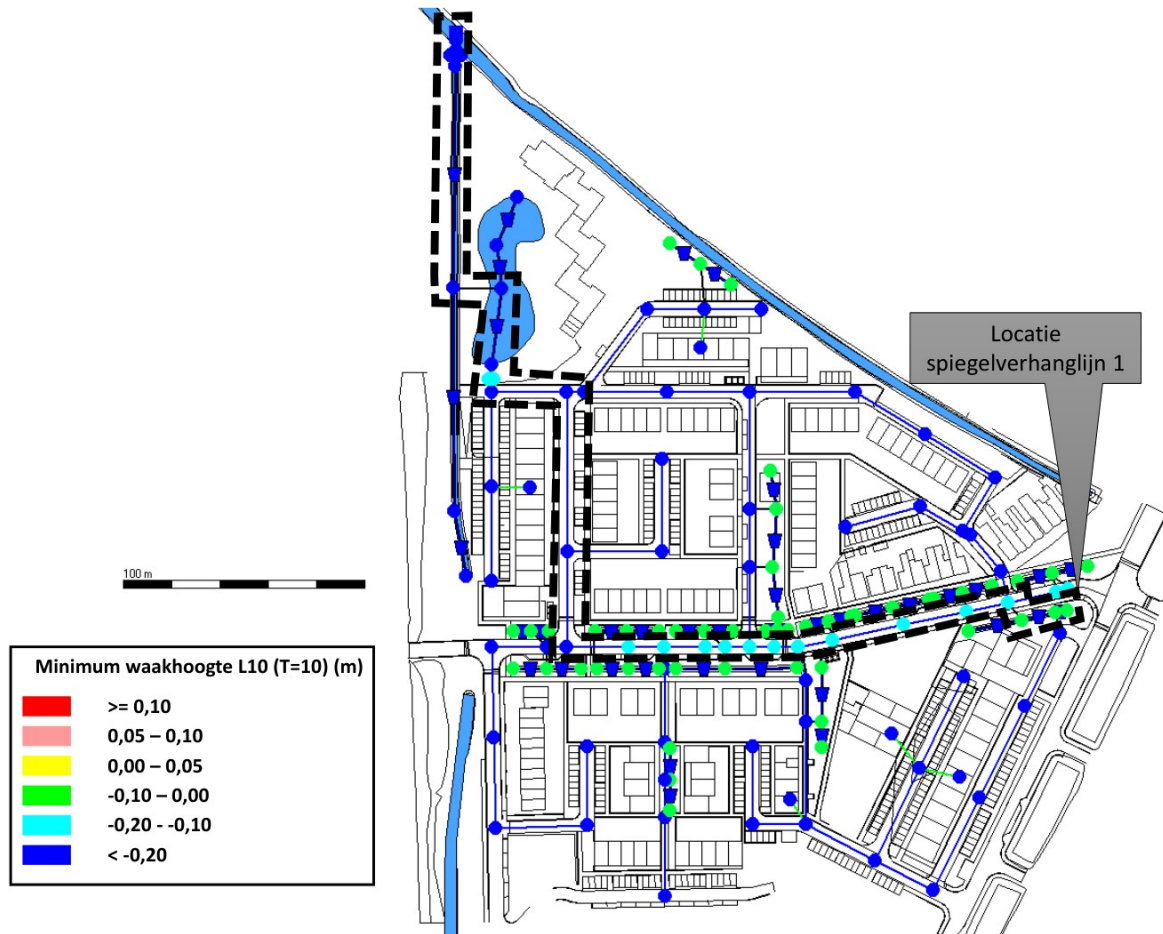 Locatie
spiegelverhanglijn 1
100 m
Minimum waakhoogte L10 (T=10) (m)
>= 0,10
0,05 – 0,10
0,00 – 0,05
-0,10 – 0,00
-0,20 - -0,10
< -0,20